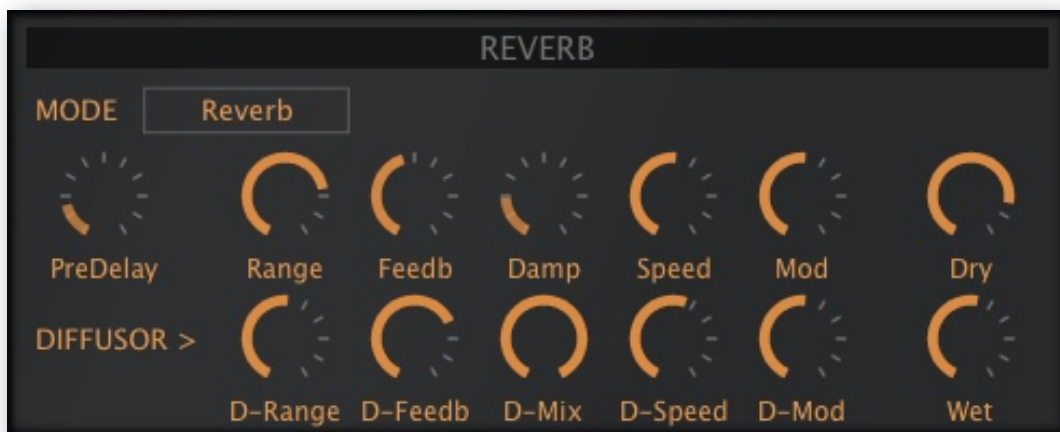 REVERB
MODE Reverb
PreDelay Range Feedb Damp Speed Mod Dry
DIFFUSOR >
D-Range D-Feedb D-Mix D-Speed D-Mod Wet